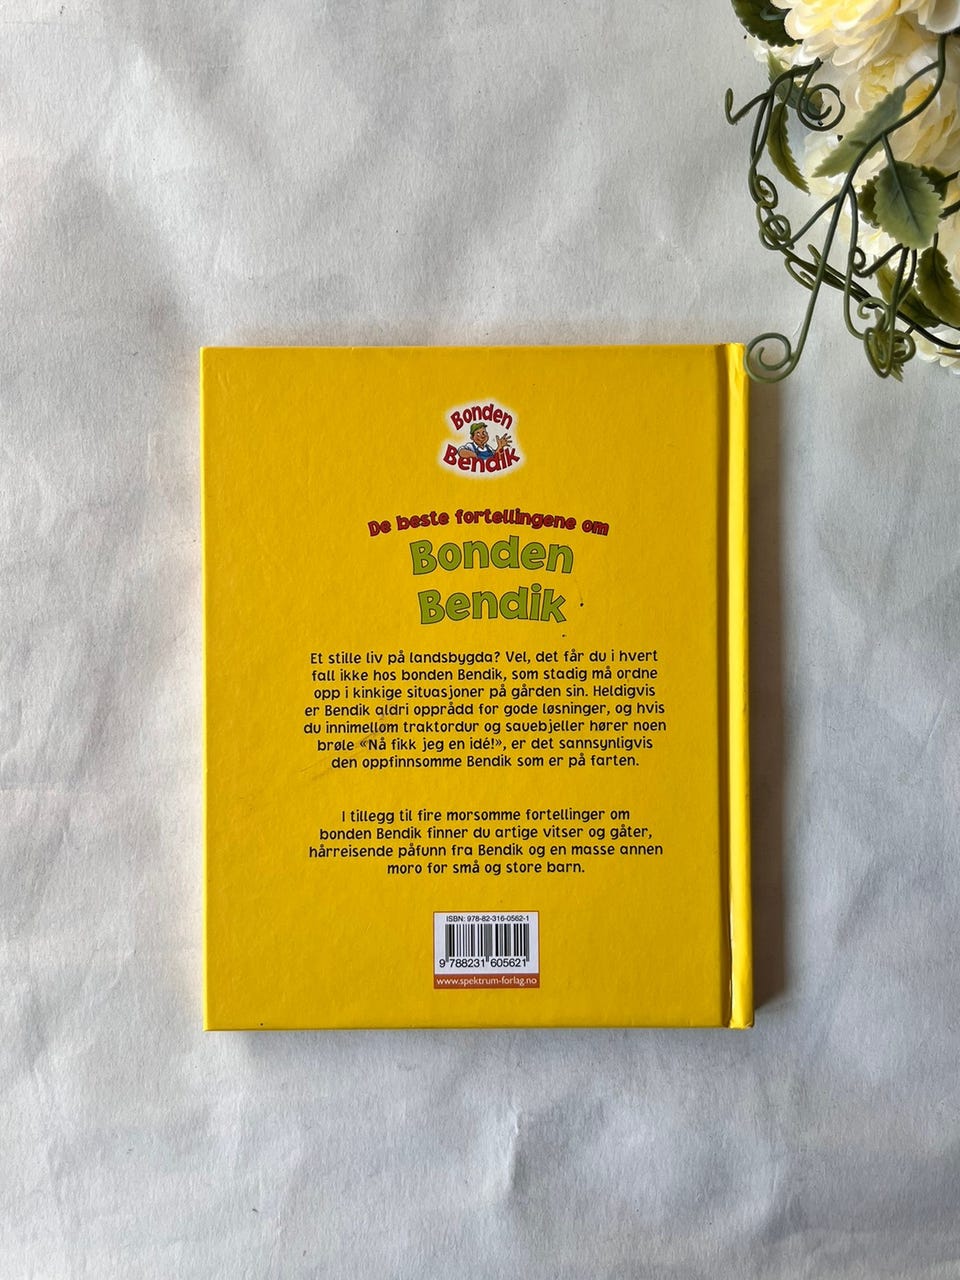 Bonden
Bendik
De beste fortellingene om
Bonden
Bendik
Et stille liv på landsbygda? Vel, det får du i hvert
fall ikke hos bonden Bendik, som stadig må ordne
opp i kinkige situasjoner på gården sin. Heldigvis
er Bendik aldri opprådd for gode løsninger, og hvis
du innimellom traktordur og sauebjeller hører noen
brøle «Nå fikk jeg en idé!», er det sannsynligvis
den oppfinnsomme Bendik som er på farten.
I tillegg til fire morsomme fortellinger om
bonden Bendik finner du artige vitser og gåter,
hårreisende påfunn fra Bendik og en masse annen
moro for små og store barn.
ISBN: 978-82-316-0562-1
9 788231 605621
www.spektrum-forlag.no